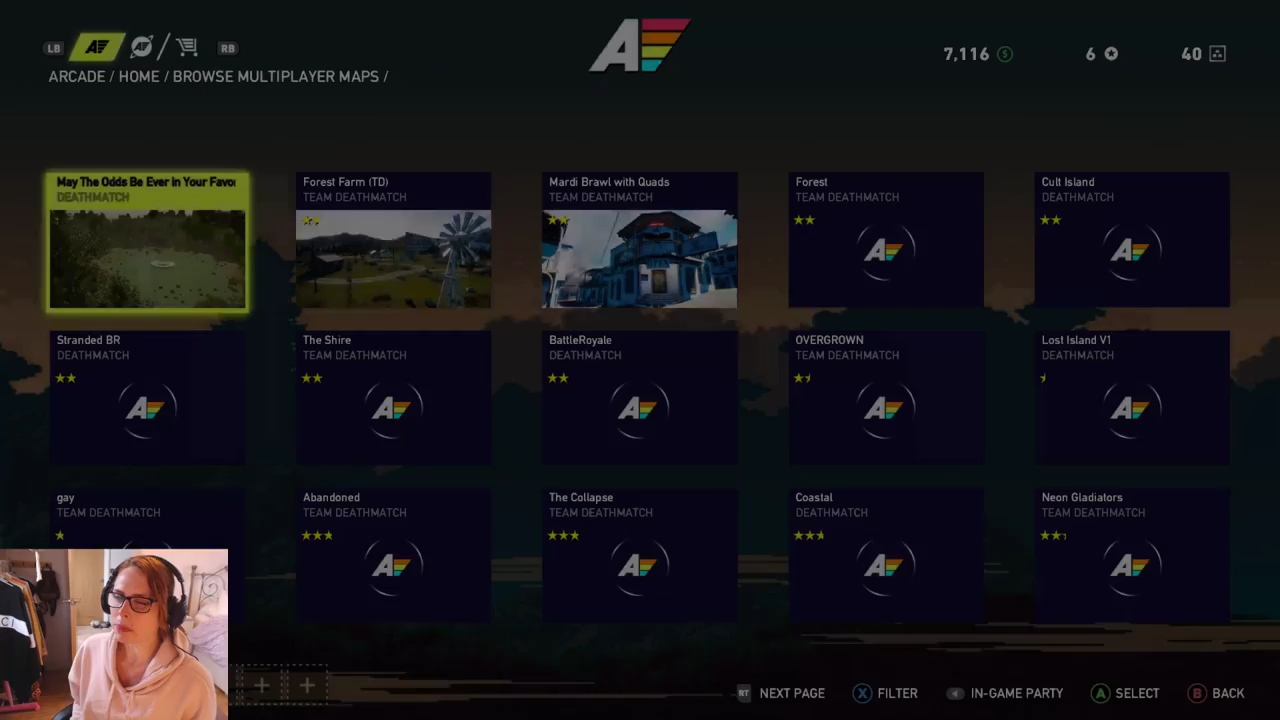 LB
RB
7,116
6
40
ARCADE / HOME / BROWSE MULTIPLAYER MAPS /
May The Odds Be Ever In Your Favor
DEATHMATCH
Forest Farm (TD)
TEAM DEATHMATCH
Mardi Brawl with Quads
TEAM DEATHMATCH
Forest
TEAM DEATHMATCH
Cult Island
DEATHMATCH
Stranded BR
DEATHMATCH
The Shire
TEAM DEATHMATCH
BattleRoyale
DEATHMATCH
OVERGROWN
TEAM DEATHMATCH
Lost Island V1
DEATHMATCH
gay
TEAM DEATHMATCH
Abandoned
TEAM DEATHMATCH
The Collapse
TEAM DEATHMATCH
Coastal
DEATHMATCH
Neon Gladiators
TEAM DEATHMATCH
RT NEXT PAGE
X FILTER
IN-GAME PARTY
A SELECT
B BACK